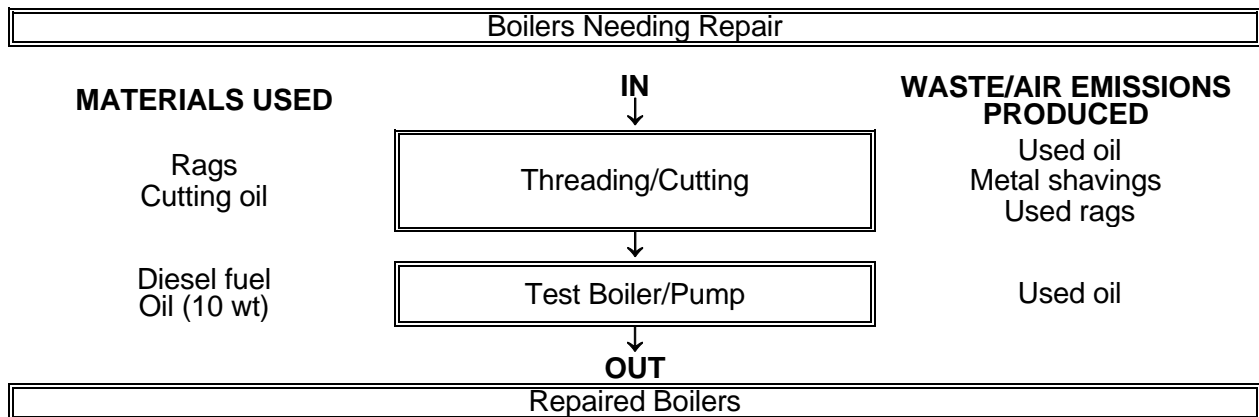 Boilers Needing Repair
MATERIALS USED
IN
WASTE/AIR EMISSIONS
PRODUCED
Rags
Cutting oil
Threading/Cutting
Used oil
Metal shavings
Used rags
Diesel fuel
Oil (10 wt)
Test Boiler/Pump
Used oil
OUT
Repaired Boilers